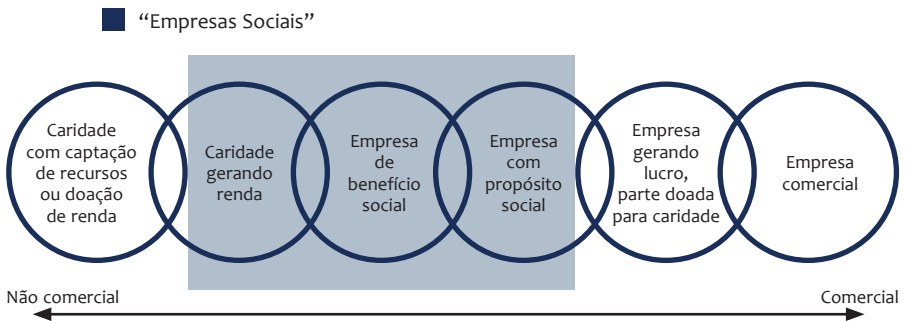 “Empresas Sociais”
Caridade
com captação
de recursos
ou doação
de renda
Caridade
gerando
renda
Empresa
de
benefício
social
Empresa
com
propósito
social
Empresa
gerando
lucro,
parte doada
para caridade
Empresa
comercial
Não comercial
Comercial